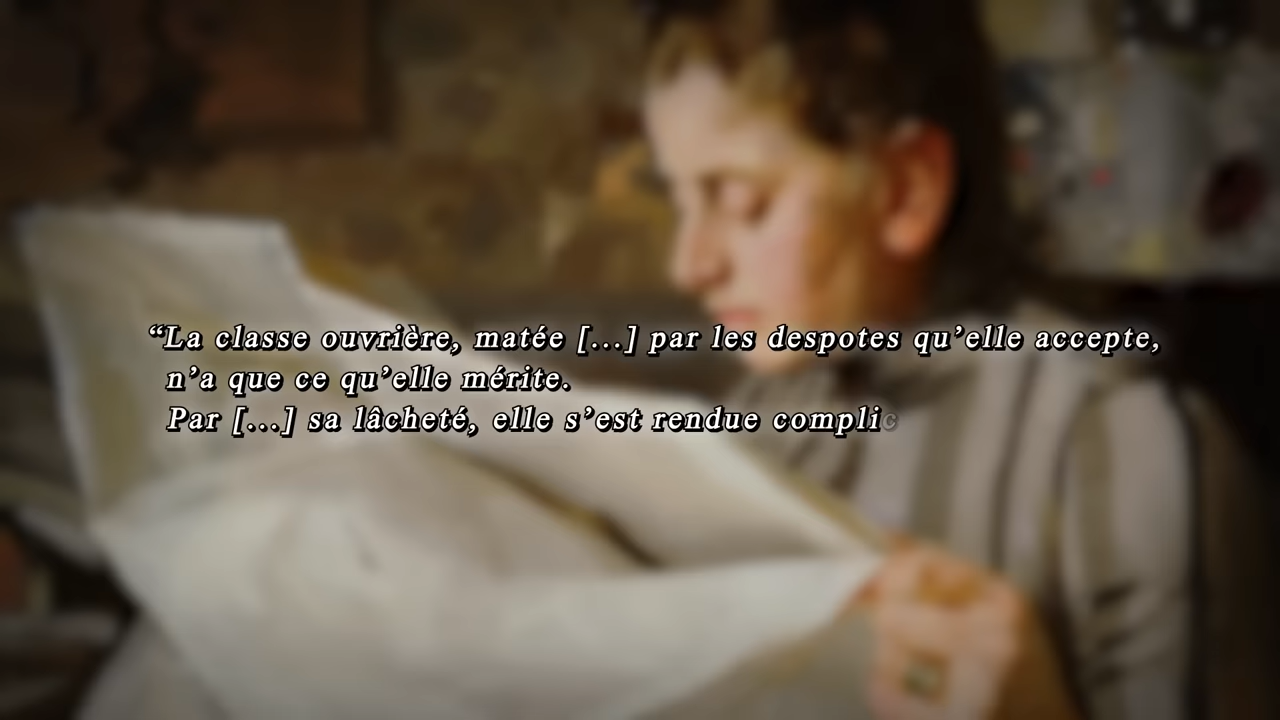 “La classe ouvrière, matée [...] par les despotes qu’elle accepte,
n’a que ce qu’elle mérite.
Par [...] sa lâcheté, elle s’est rendue complic